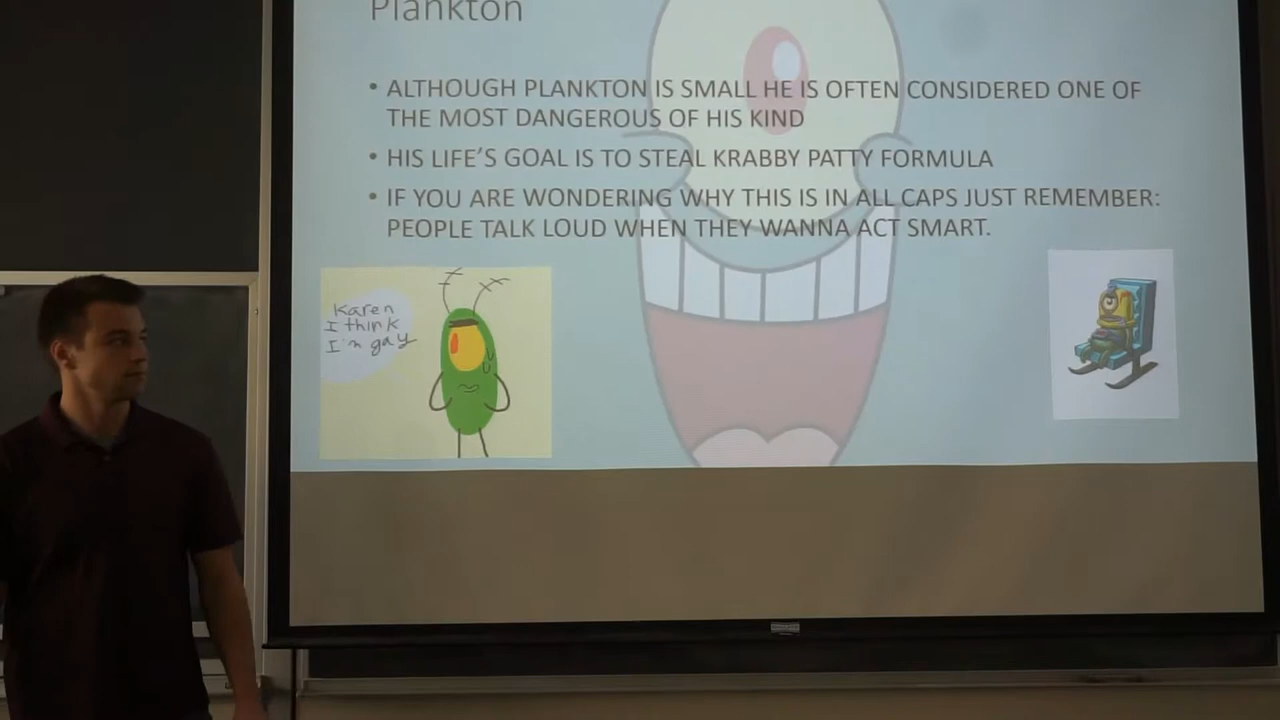 Plankton
• ALTHOUGH PLANKTON IS SMALL HE IS OFTEN CONSIDERED ONE OF
THE MOST DANGEROUS OF HIS KIND
• HIS LIFE'S GOAL IS TO STEAL KRABBY PATTY FORMULA
• IF YOU ARE WONDERING WHY THIS IS IN ALL CAPS JUST REMEMBER:
PEOPLE TALK LOUD WHEN THEY WANNA ACT SMART.
Karen
I think
I'm gay